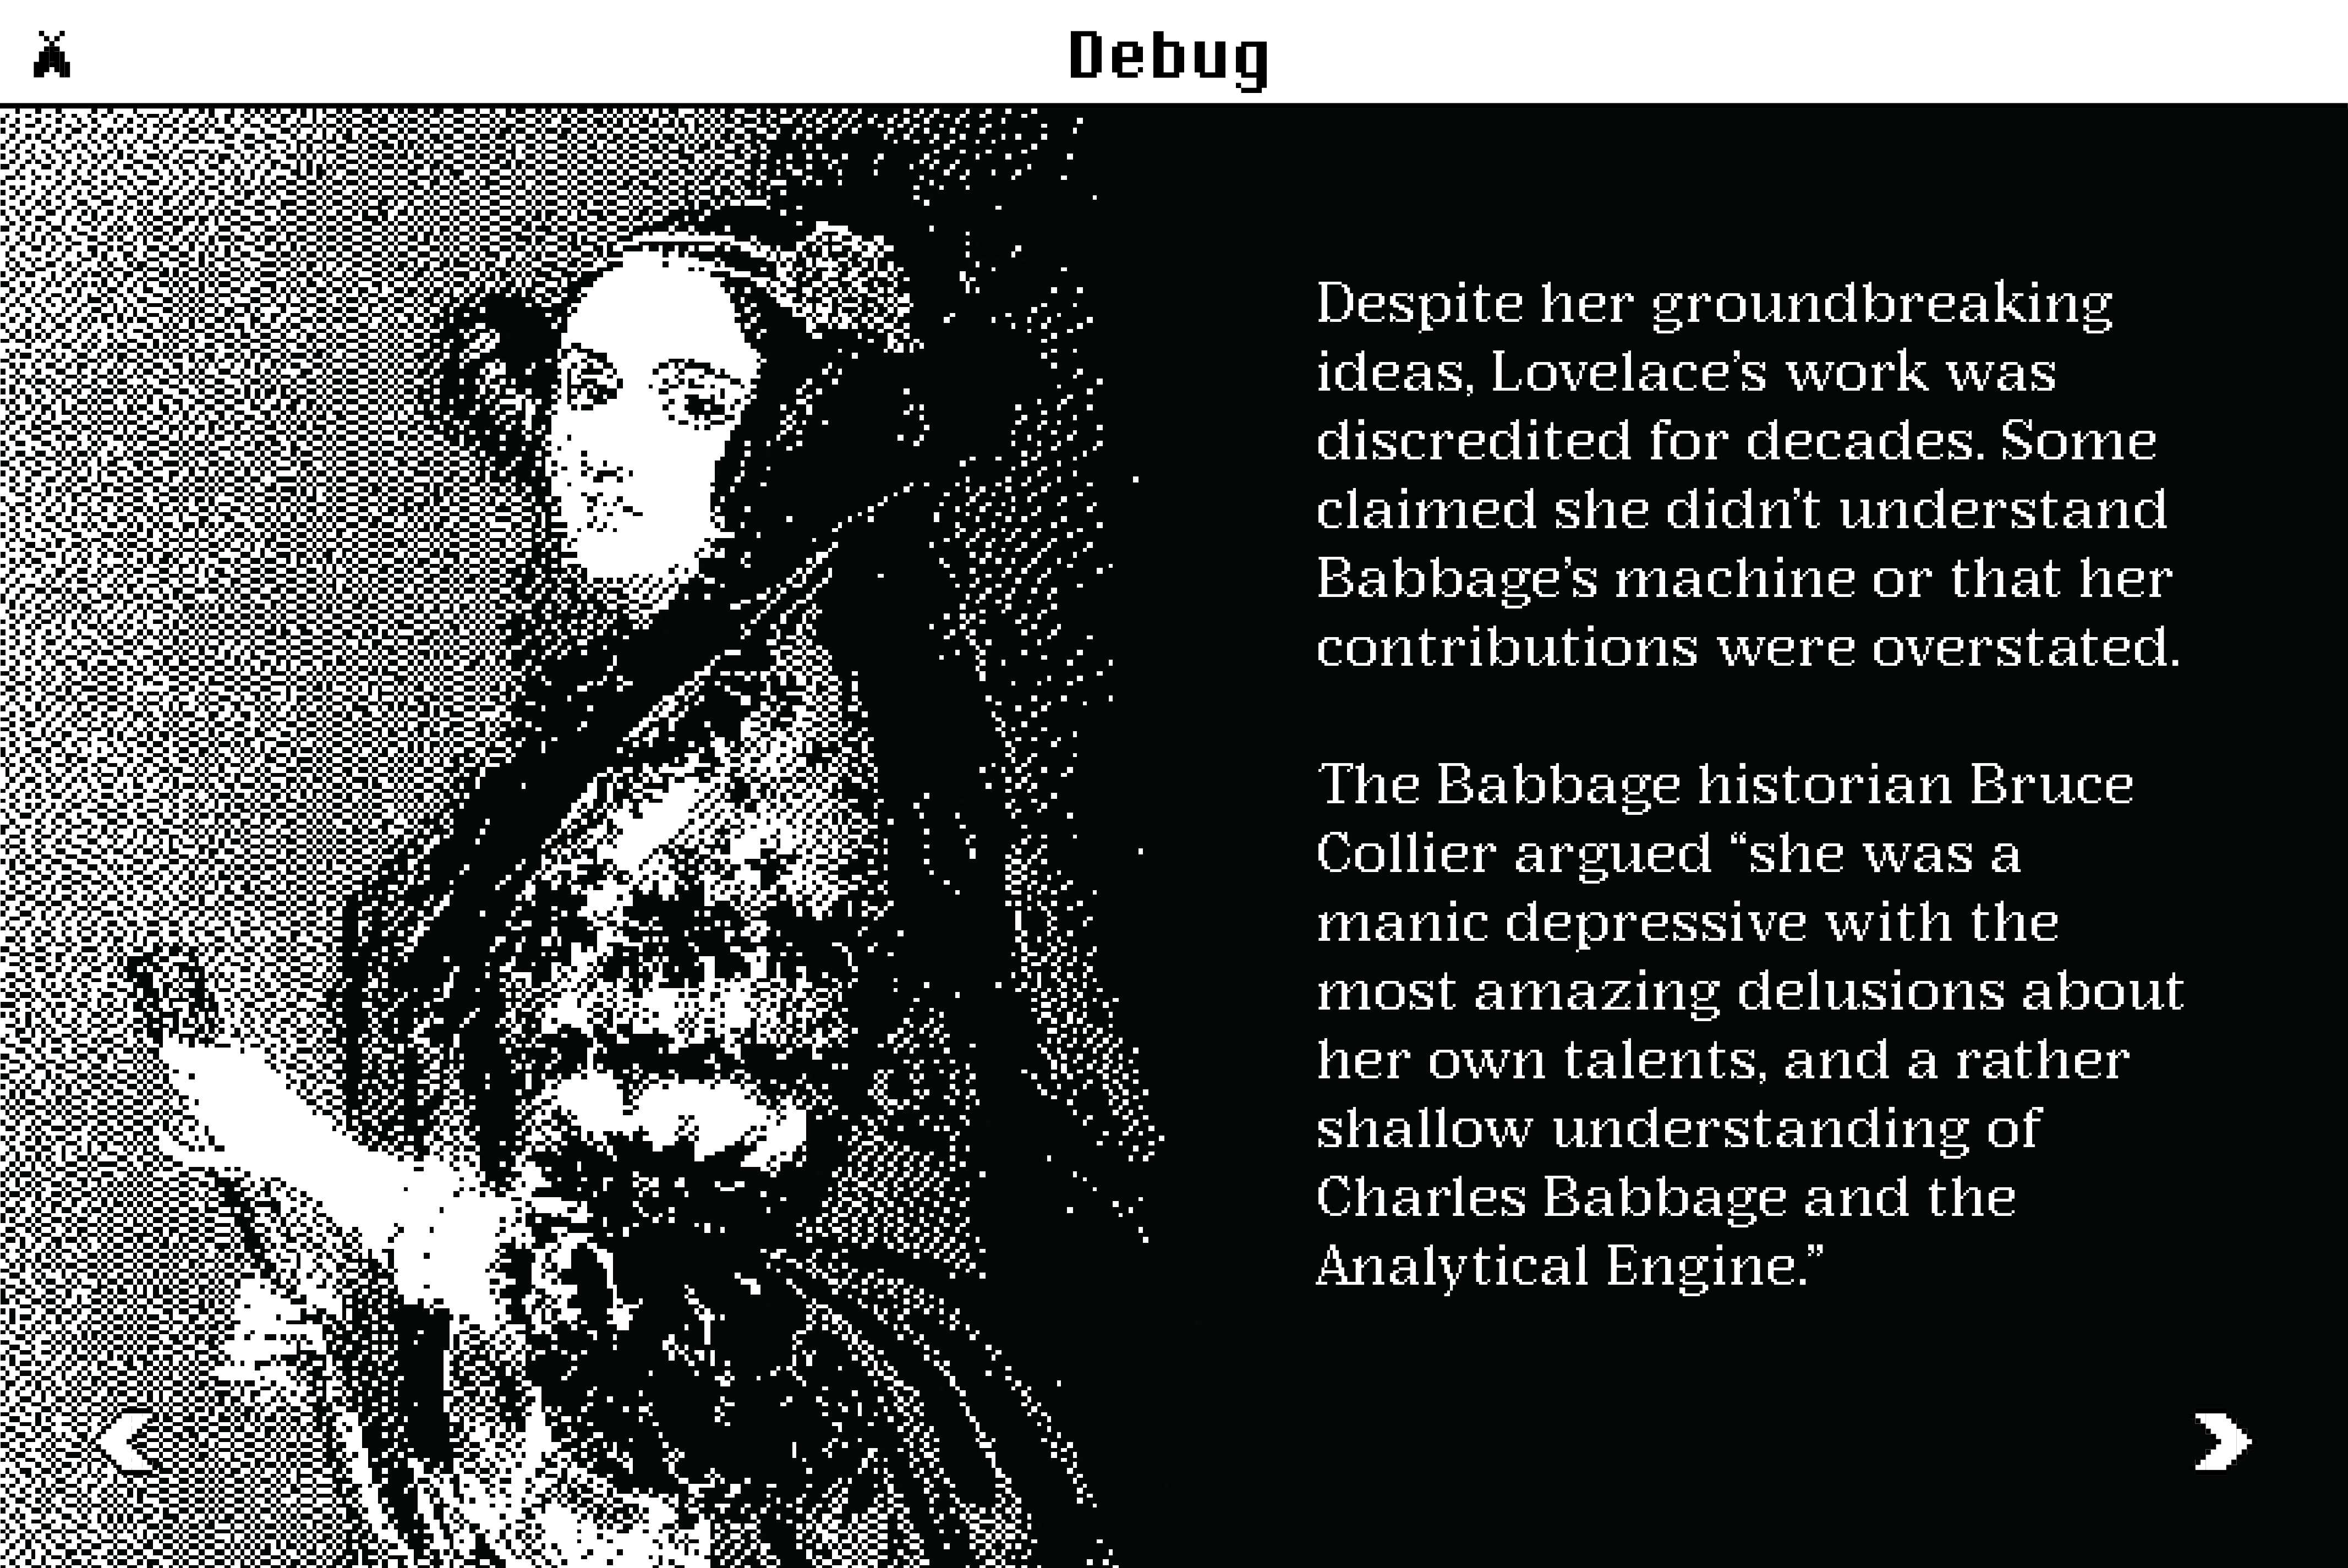 Debug
Despite her groundbreaking
ideas, Lovelace’s work was
discredited for decades. Some
claimed she didn’t understand
Babbage’s machine or that her
contributions were overstated.
The Babbage historian Bruce
Collier argued “she was a
manic depressive with the
most amazing delusions about
her own talents, and a rather
shallow understanding of
Charles Babbage and the
Analytical Engine.”